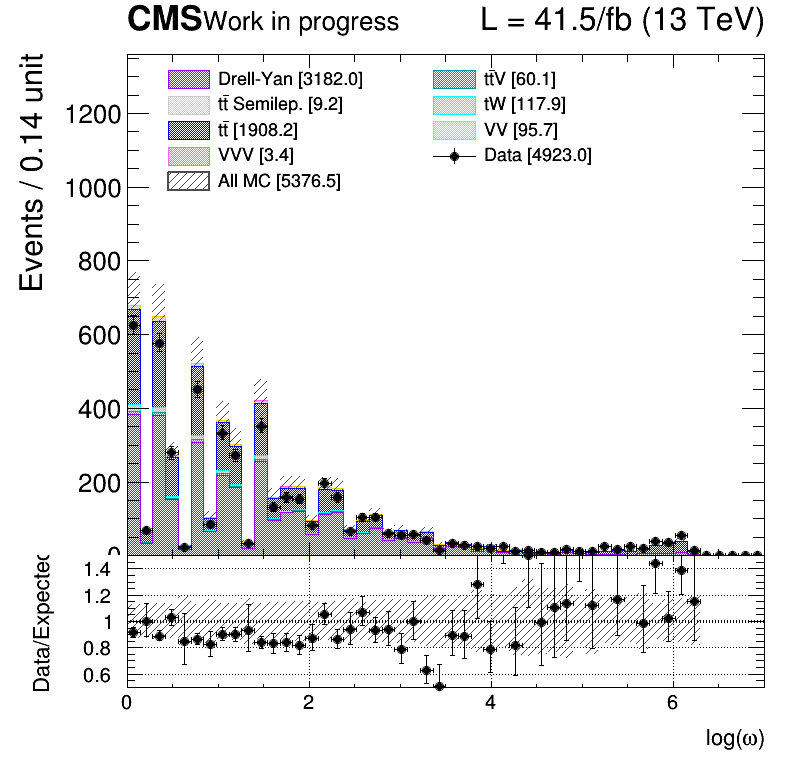 CMS Work in progress L = 41.5/fb (13 TeV)
Events / 0.14 unit
Drell-Yan [3182.0]
tt̄ Semilep. [9.2]
tt̄ [1908.2]
VVV [3.4]
All MC [5376.5]
tt̄V [60.1]
tW [117.9]
VV [95.7]
Data [4923.0]
1200
1000
800
600
400
200
0
Data/Expected
1.4
1.2
1
0.8
0.6
0 2 4 6
log(ω)